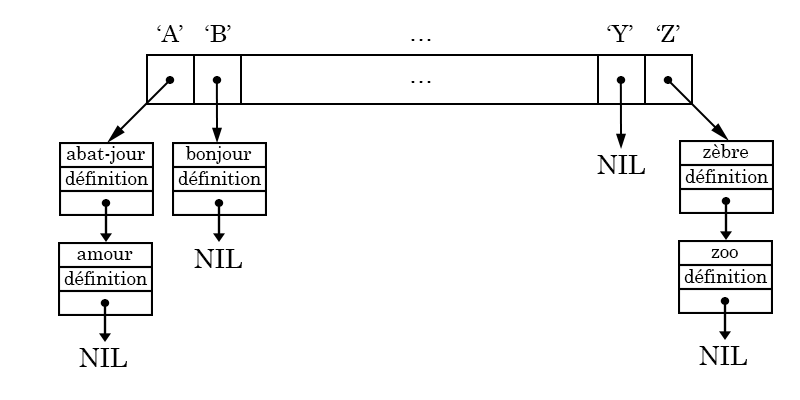 ‘A’ ‘B’ … ‘Y’ ‘Z’
…
abat-jour
définition
bonjour
définition
NIL
zèbre
définition
amour
définition
NIL
zoo
définition
NIL
NIL